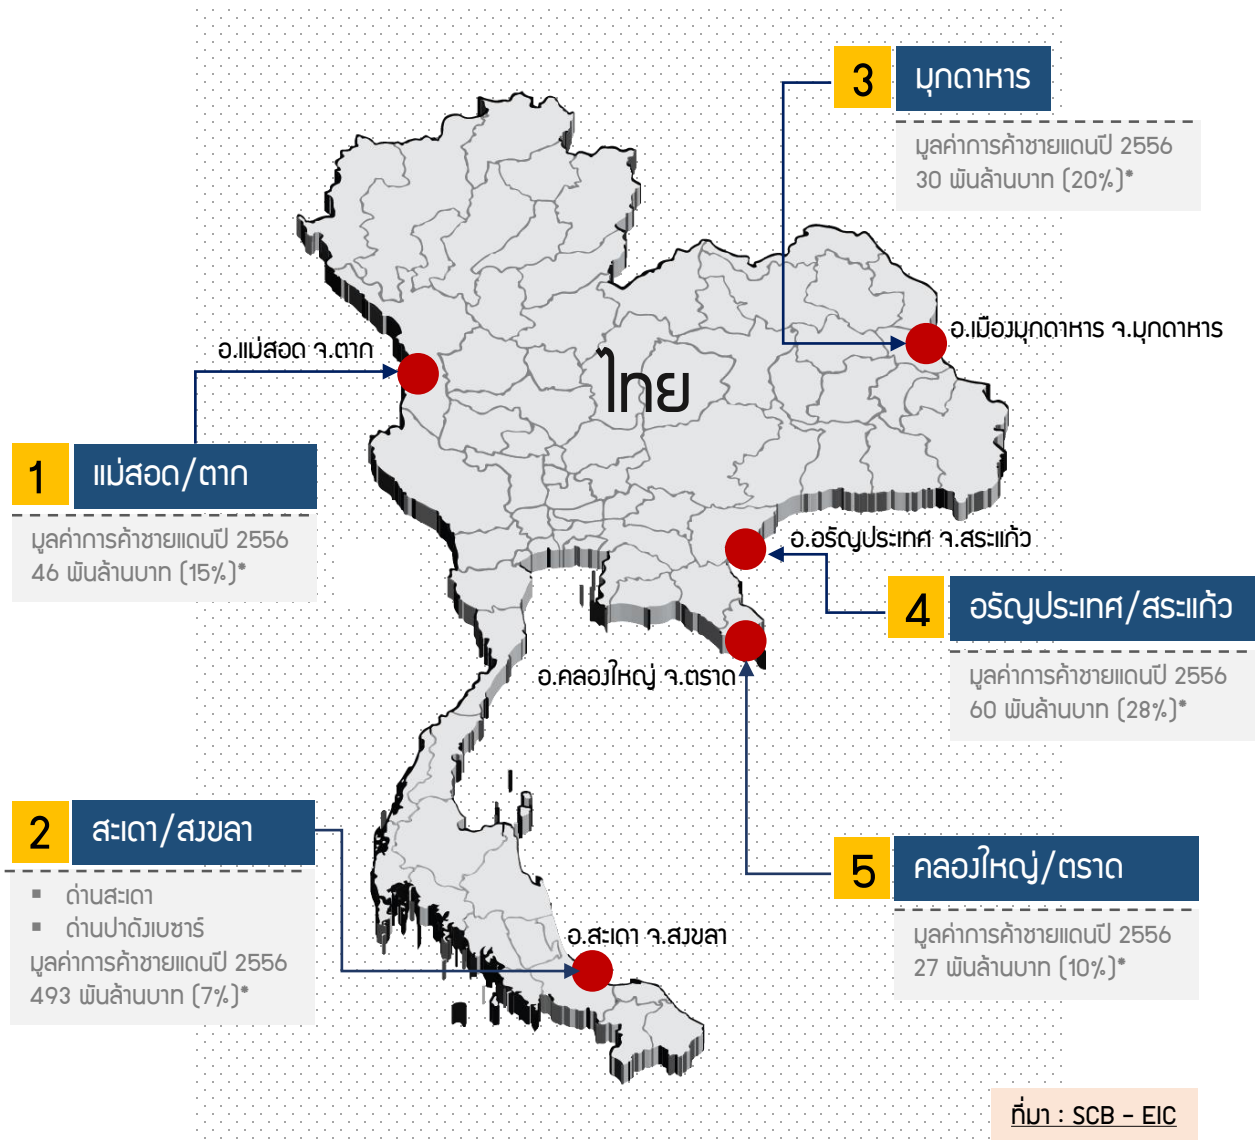 3
มุกดาหาร
มูลค่าการค้าชายแดนปี 2556
30 พันล้านบาท (20%)*
อ.เมืองมุกดาหาร จ.มุกดาหาร
อ.แม่สอด จ.ตาก
ไทย
1
แม่สอด/ตาก
มูลค่าการค้าชายแดนปี 2556
46 พันล้านบาท (15%)*
อ.อรัญประเทศ จ.สระแก้ว
4
อรัญประเทศ/สระแก้ว
มูลค่าการค้าชายแดนปี 2556
60 พันล้านบาท (28%)*
อ.คลองใหญ่ จ.ตราด
2
สะเดา/สงขลา
▪ ด่านสะเดา
▪ ด่านปาดังเบซาร์
มูลค่าการค้าชายแดนปี 2556
493 พันล้านบาท (7%)*
อ.สะเดา จ.สงขลา
5
คลองใหญ่/ตราด
มูลค่าการค้าชายแดนปี 2556
27 พันล้านบาท (10%)*
ที่มา : SCB - EIC